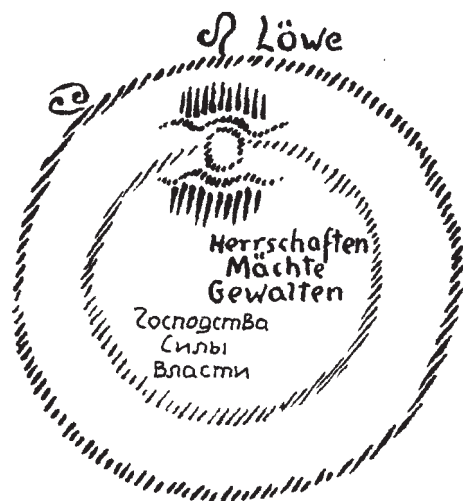 ♌ Löwe
♋
Herrschaften
Mächte
Gewalten
Господства
Силы
Власти